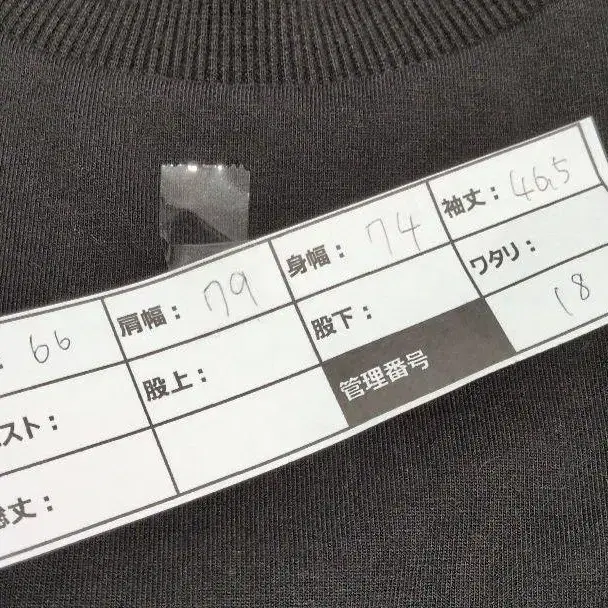 : 66 肩幅: 79 身幅: 74 袖丈: 46.5
スト: 股上: 股下: ワタリ:
丈: 管理番号 18